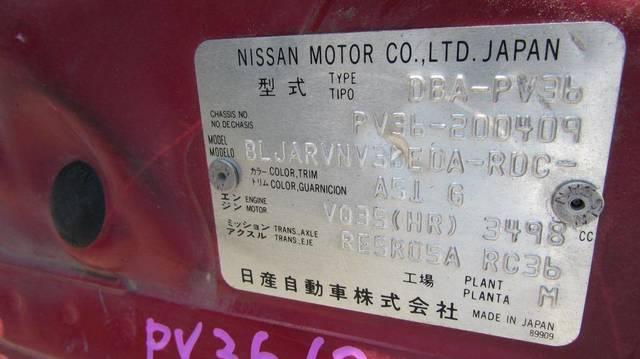 NISSAN MOTOR CO.,LTD. JAPAN
型式 TYPE TIPO DBA-PV36
CHASSIS NO. NO. DE CHASIS PV36-200409
MODEL MODELO
カラー COLOR,TRIM
トリム COLOR, GUARNICION A51 G
エンジン ENGINE MOTOR VQ35(HR) 3498 CC
ミッション TRANS., AXLE
アクスル TRANS., EJE RE5R05A RC36
工場 PLANT PLANTA M
日産自動車株式会社 MADE IN JAPAN
89909
PV36